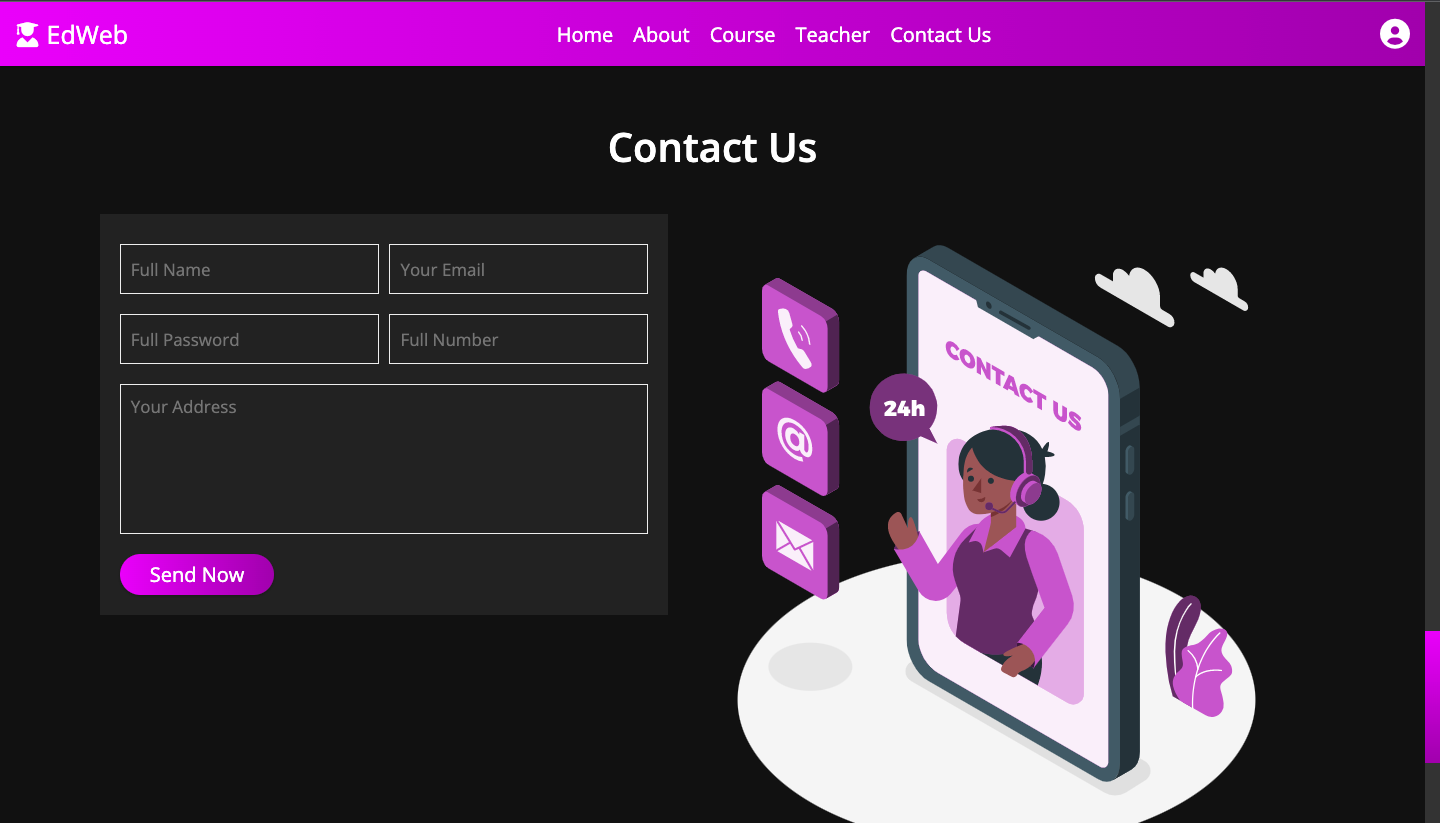 EdWeb
Home About Course Teacher Contact Us
Contact Us
Full Name Your Email
Full Password Full Number
Your Address
Send Now
CONTACT US
24h
@